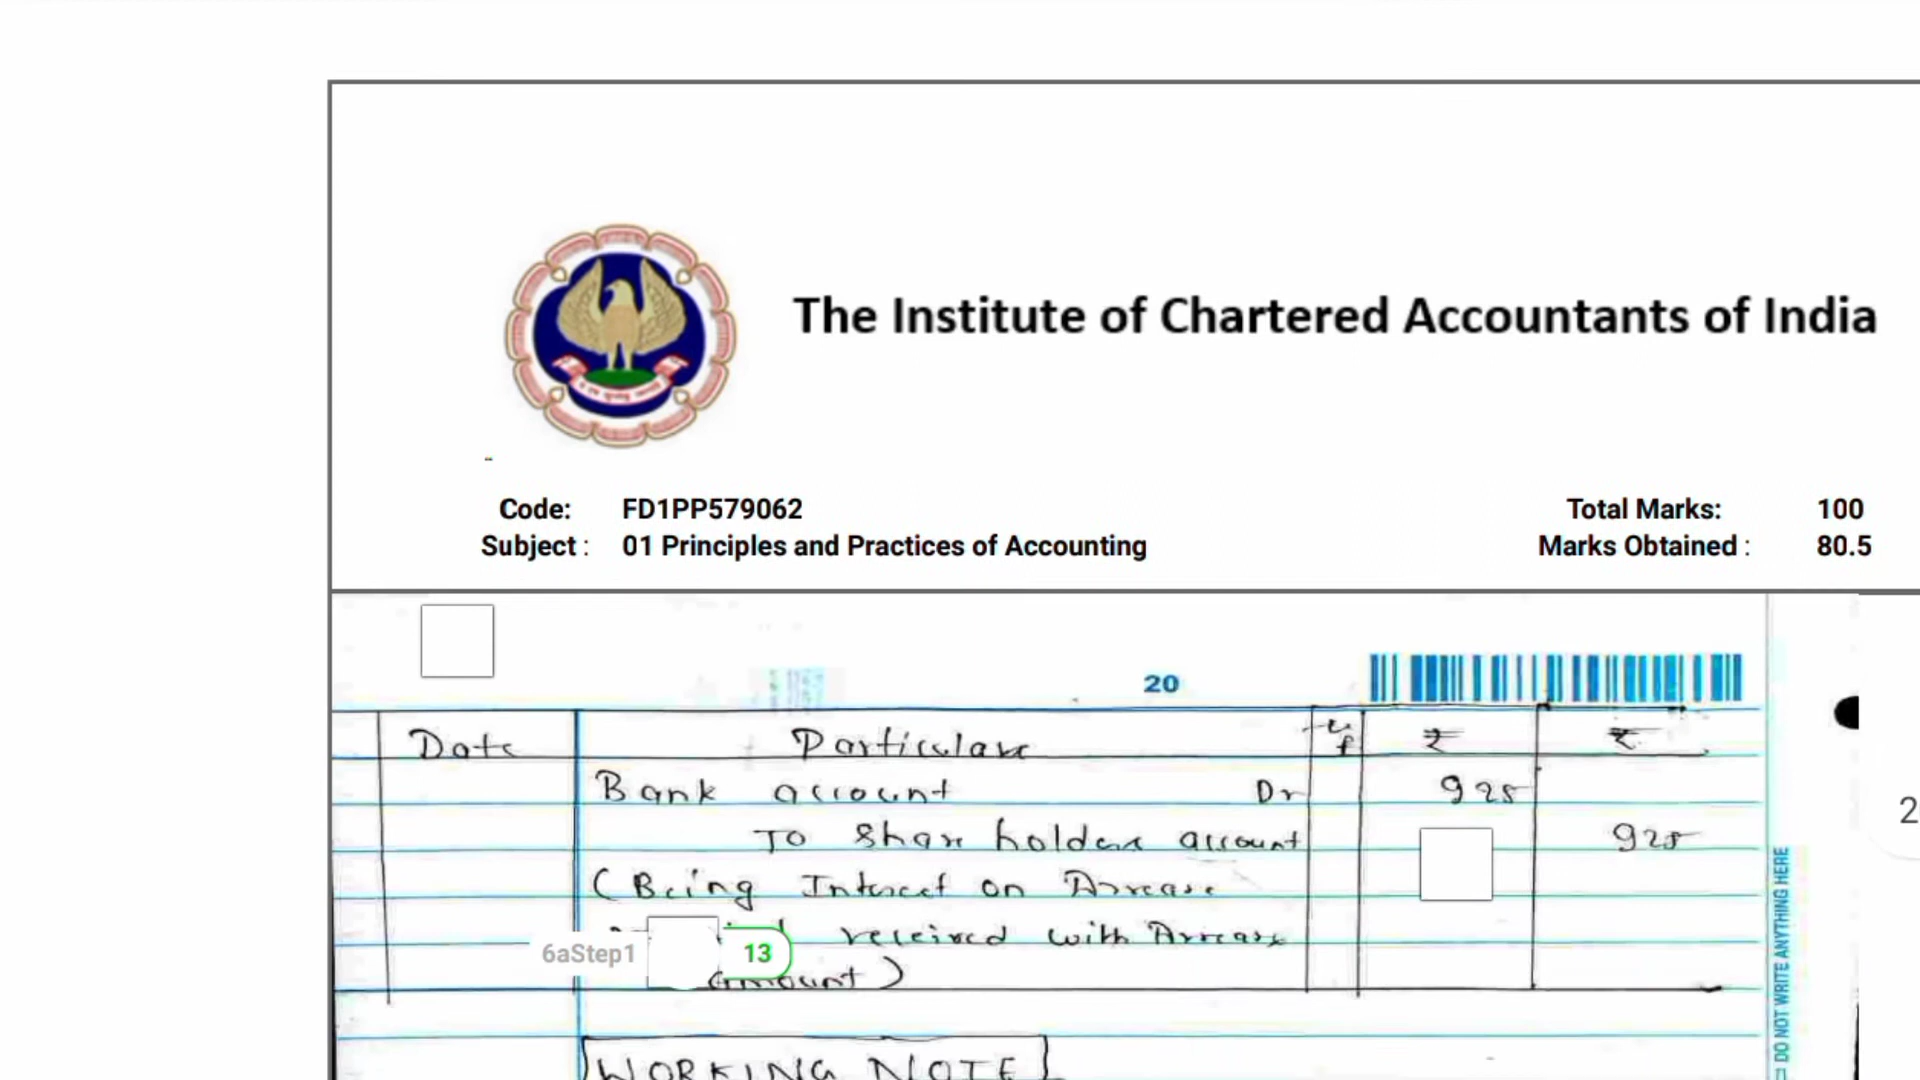 The Institute of Chartered Accountants of India
Code: FD1PP579062
Total Marks: 100
Subject : 01 Principles and Practices of Accounting
Marks Obtained : 80.5
20
Date Particulars ₹ ₹
Bank account Dr 925
To Share holders account 925
(Being Interest on Arrears
received with Arrears
6aStep1 13
amount)
WORKING NOTE
DO NOT WRITE ANYTHING HERE
2